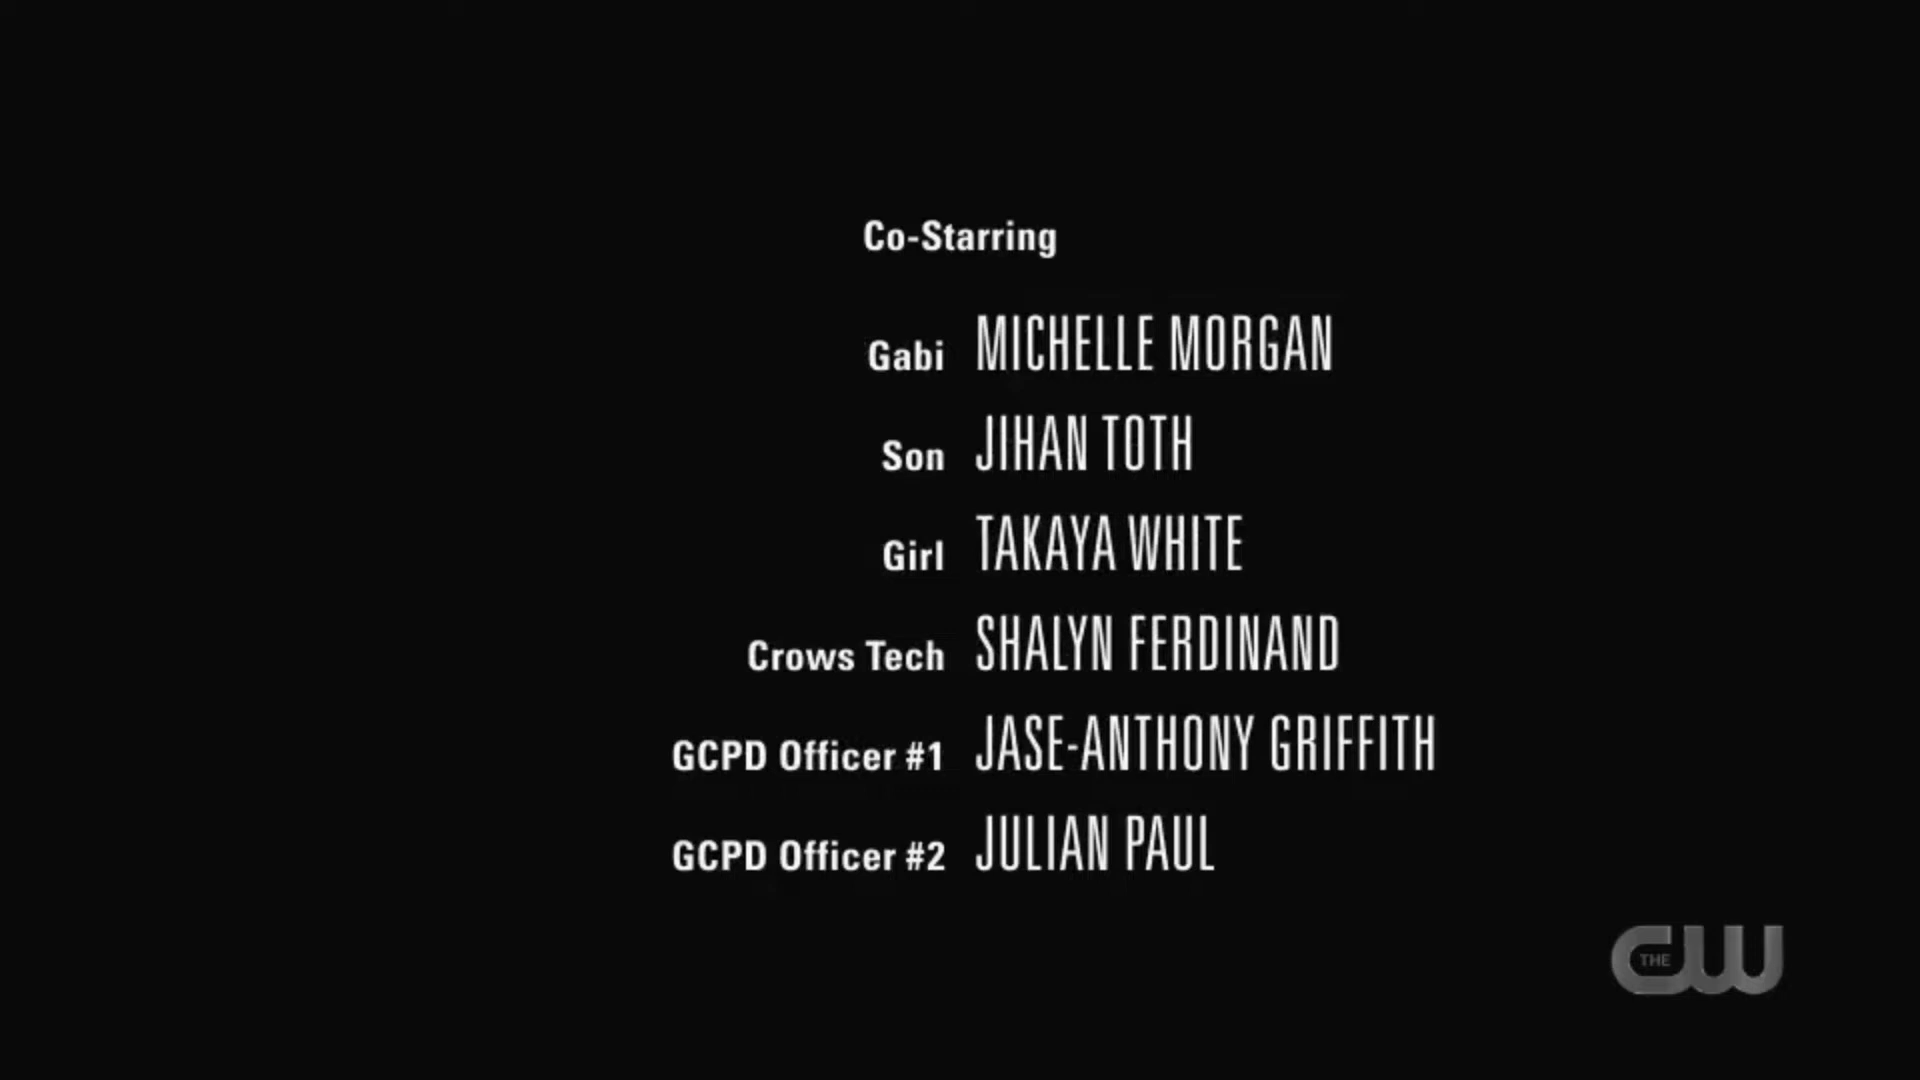 Co-Starring
Gabi MICHELLE MORGAN
Son JIHAN TOTH
Girl TAKAYA WHITE
Crows Tech SHALYN FERDINAND
GCPD Officer #1 JASE-ANTHONY GRIFFITH
GCPD Officer #2 JULIAN PAUL
THE CW